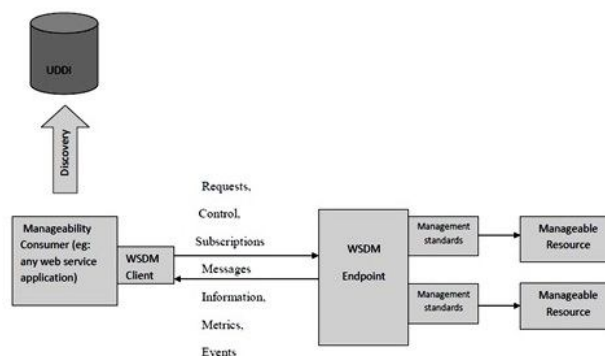 UDDI
Discovery
Manageability
Consumer (eg:
any web service
application)
WSDM
Client
Requests,
Control,
Subscriptions
Messages
Information,
Metrics,
Events
WSDM
Endpoint
Management
standards
Manageable
Resource
Management
standards
Manageable
Resource